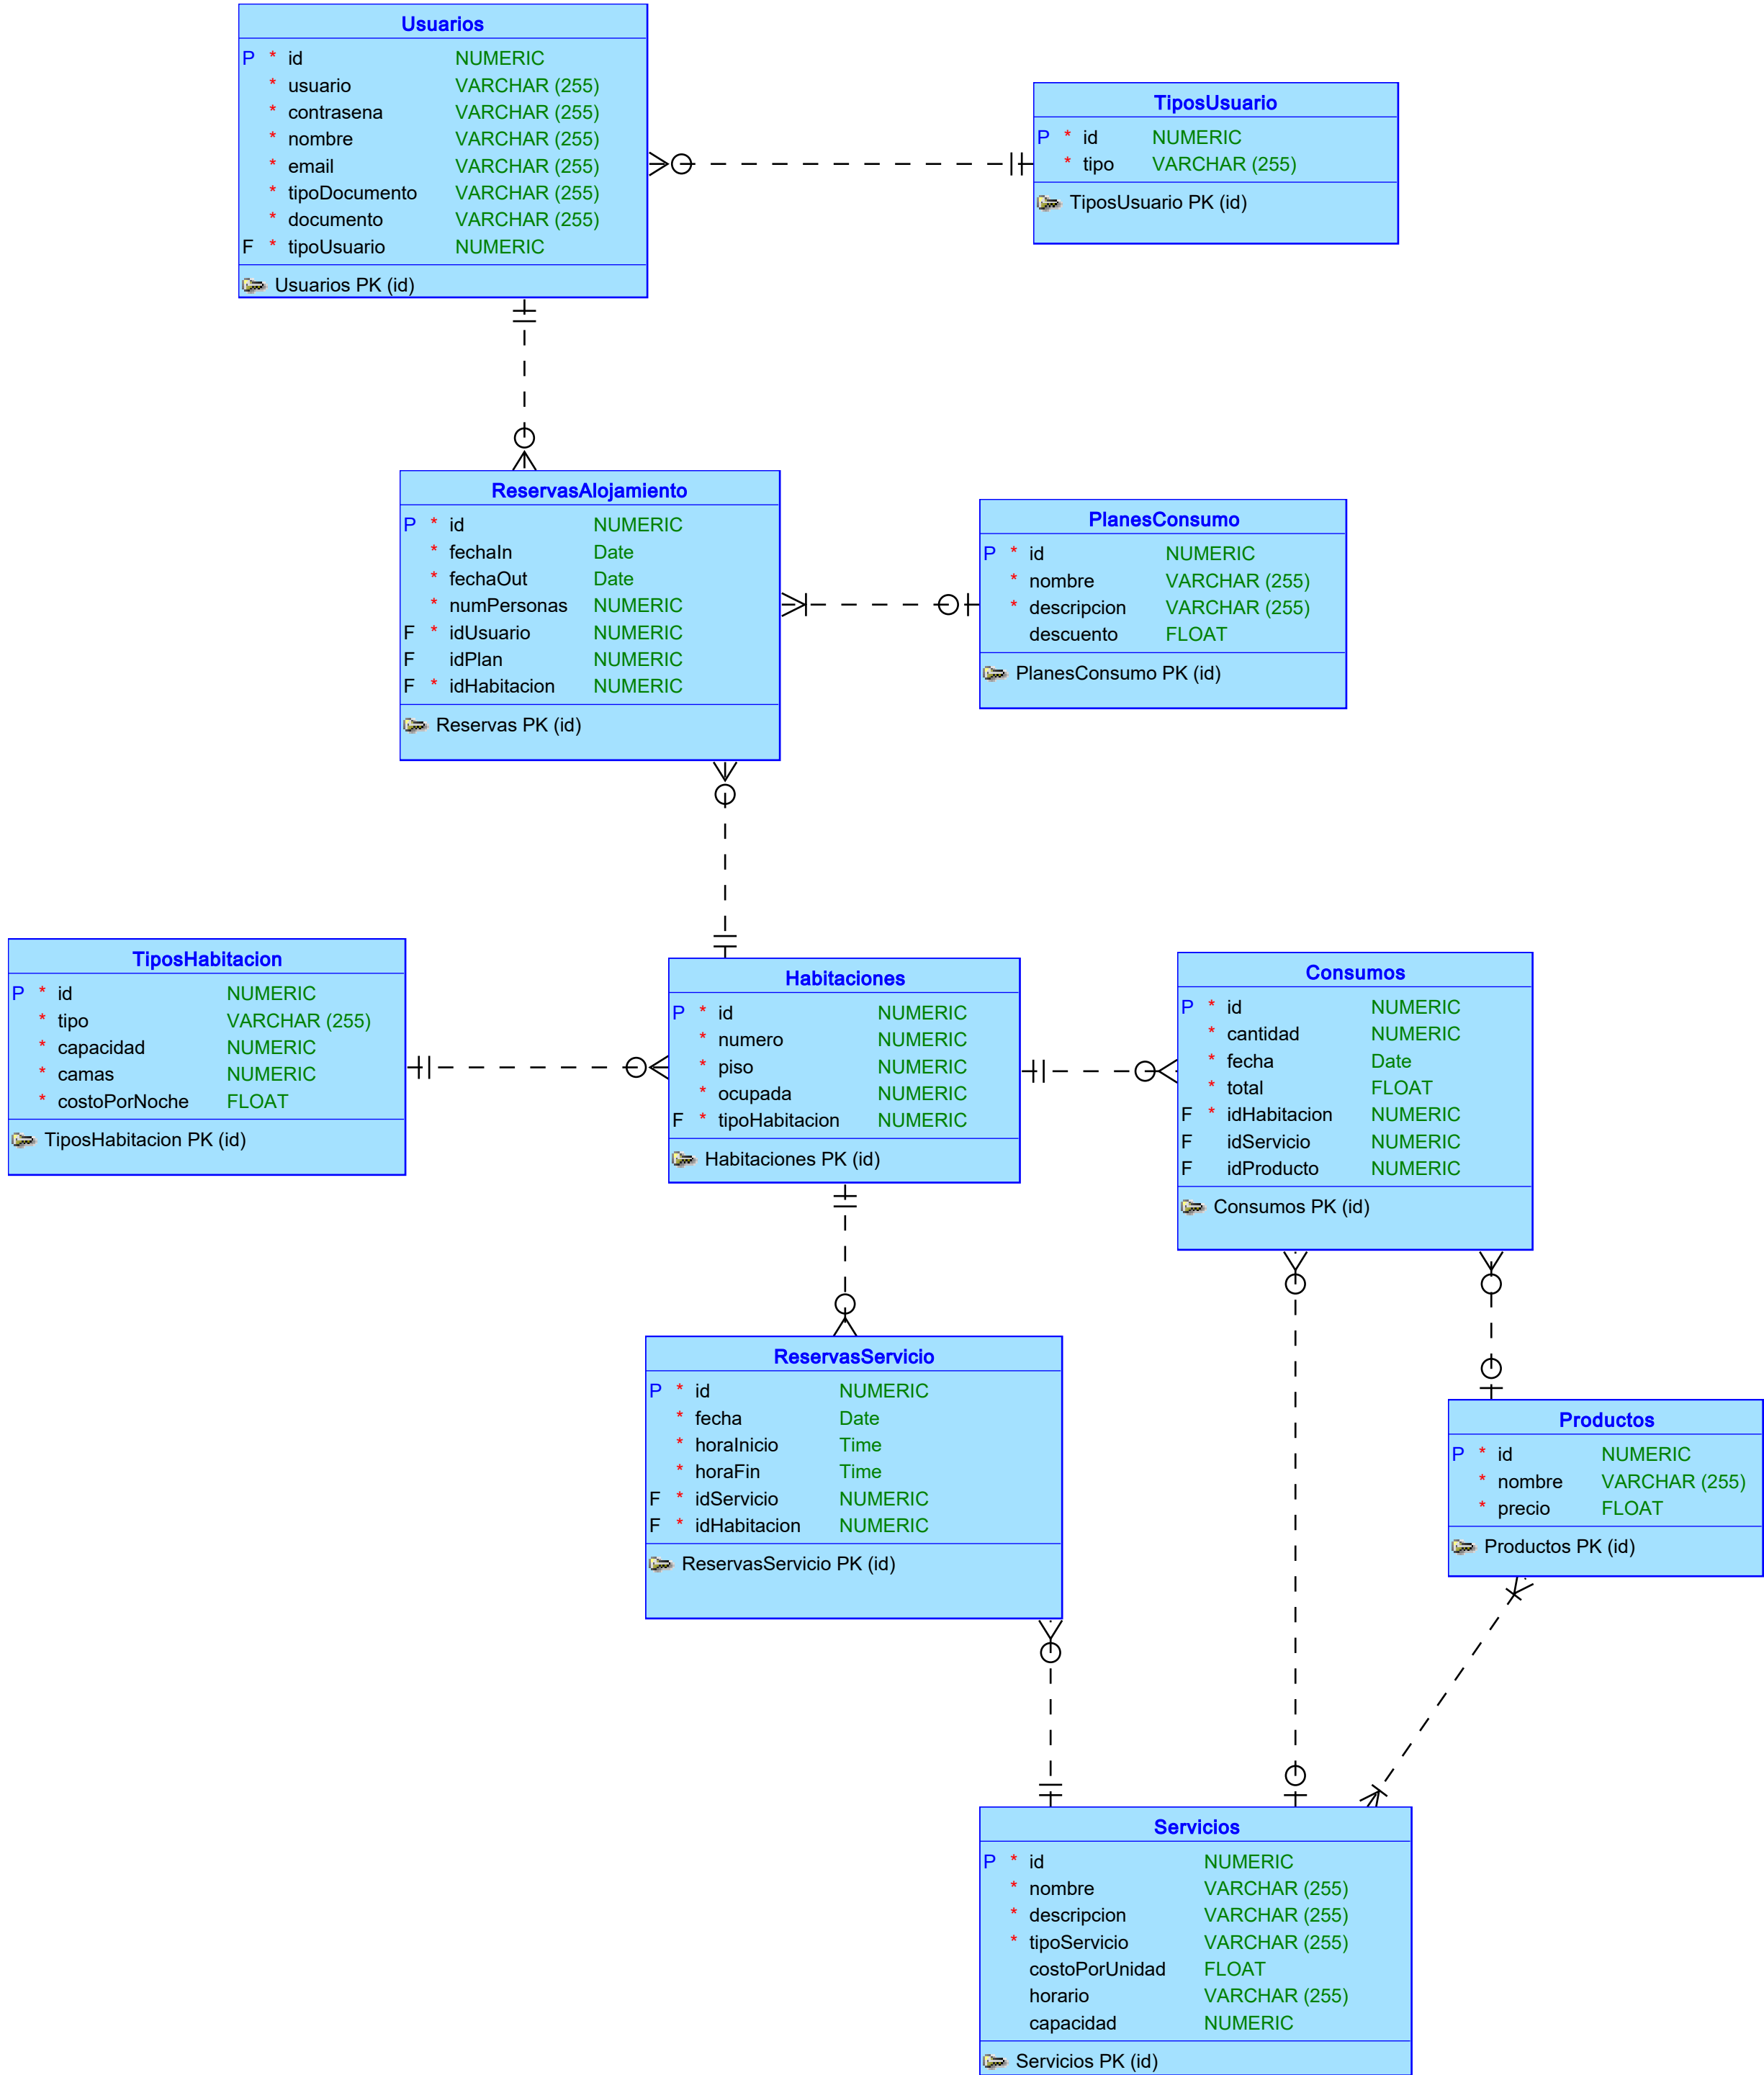 Usuarios
P * id NUMERIC
* usuario VARCHAR (255)
* contrasena VARCHAR (255)
* nombre VARCHAR (255)
* email VARCHAR (255)
* tipoDocumento VARCHAR (255)
* documento VARCHAR (255)
F * tipoUsuario NUMERIC
Usuarios PK (id)
TiposUsuario
P * id NUMERIC
* tipo VARCHAR (255)
TiposUsuario PK (id)
ReservasAlojamiento
P * id NUMERIC
* fechaIn Date
* fechaOut Date
* numPersonas NUMERIC
F * idUsuario NUMERIC
F idPlan NUMERIC
F * idHabitacion NUMERIC
Reservas PK (id)
PlanesConsumo
P * id NUMERIC
* nombre VARCHAR (255)
* descripcion VARCHAR (255)
descuento FLOAT
PlanesConsumo PK (id)
TiposHabitacion
P * id NUMERIC
* tipo VARCHAR (255)
* capacidad NUMERIC
* camas NUMERIC
* costoPorNoche FLOAT
TiposHabitacion PK (id)
Habitaciones
P * id NUMERIC
* numero NUMERIC
* piso NUMERIC
* ocupada NUMERIC
F * tipoHabitacion NUMERIC
Habitaciones PK (id)
Consumos
P * id NUMERIC
* cantidad NUMERIC
* fecha Date
* total FLOAT
F * idHabitacion NUMERIC
F idServicio NUMERIC
F idProducto NUMERIC
Consumos PK (id)
ReservasServicio
P * id NUMERIC
* fecha Date
* horaInicio Time
* horaFin Time
F * idServicio NUMERIC
F * idHabitacion NUMERIC
ReservasServicio PK (id)
Productos
P * id NUMERIC
* nombre VARCHAR (255)
* precio FLOAT
Productos PK (id)
Servicios
P * id NUMERIC
* nombre VARCHAR (255)
* descripcion VARCHAR (255)
* tipoServicio VARCHAR (255)
costoPorUnidad FLOAT
horario VARCHAR (255)
capacidad NUMERIC
Servicios PK (id)